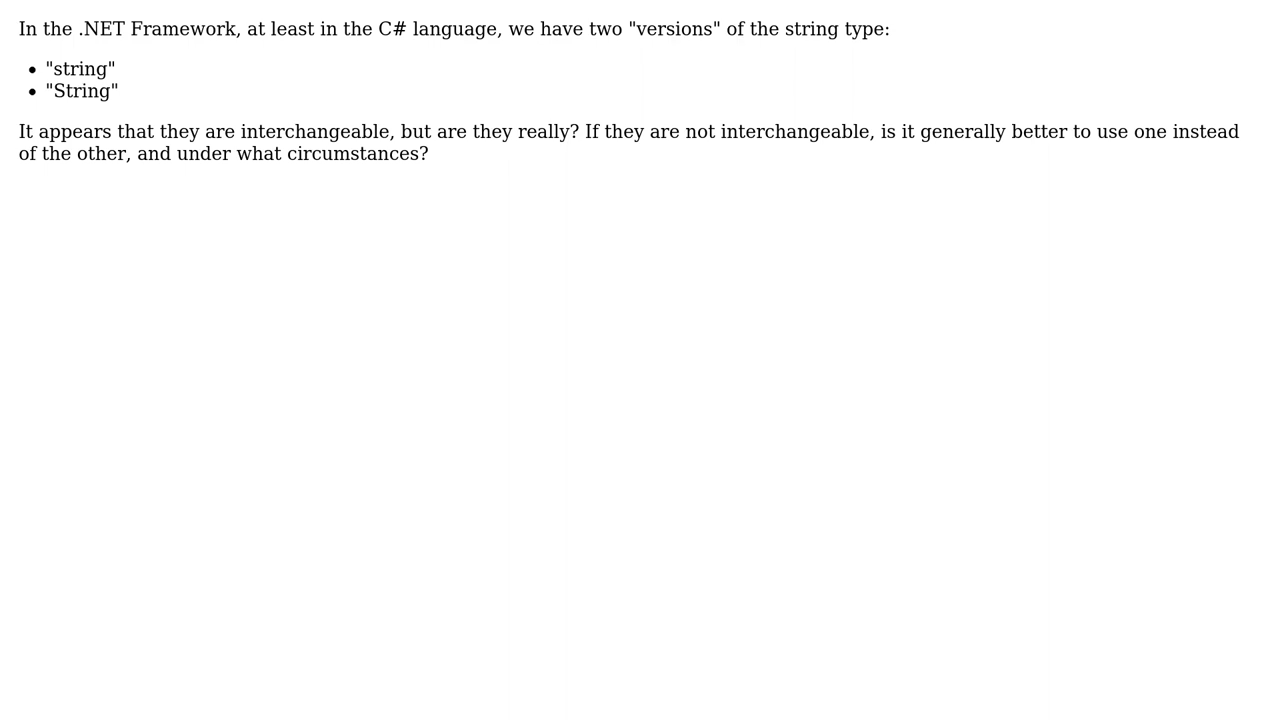 In the .NET Framework, at least in the C# language, we have two "versions" of the string type:
• "string"
• "String"
It appears that they are interchangeable, but are they really? If they are not interchangeable, is it generally better to use one instead
of the other, and under what circumstances?